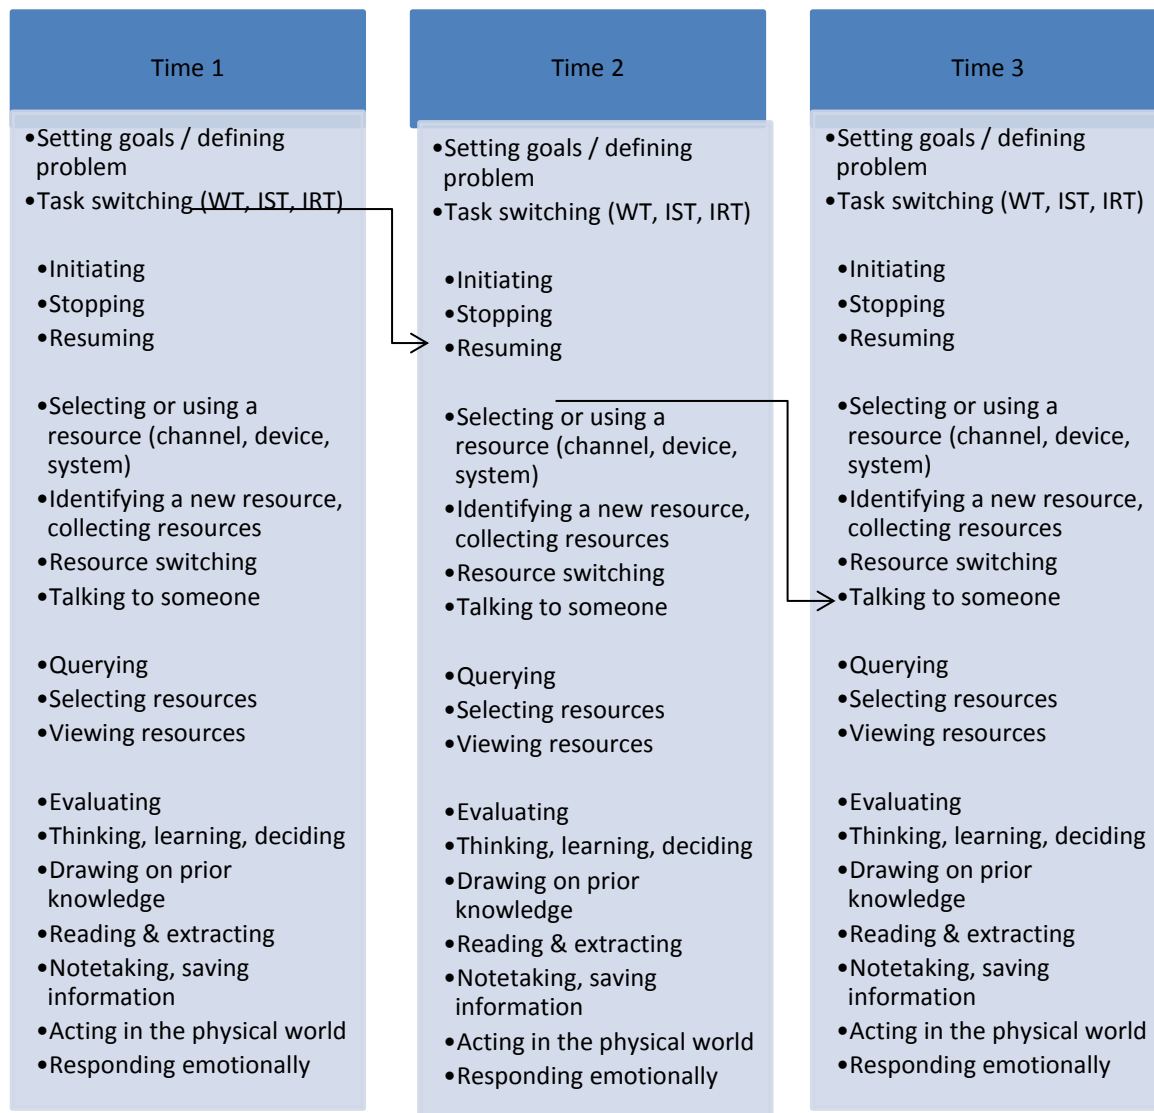 Time 1
•Setting goals / defining
problem
•Task switching (WT, IST, IRT)
•Initiating
•Stopping
•Resuming
•Selecting or using a
resource (channel, device,
system)
•Identifying a new resource,
collecting resources
•Resource switching
•Talking to someone
•Querying
•Selecting resources
•Viewing resources
•Evaluating
•Thinking, learning, deciding
•Drawing on prior
knowledge
•Reading & extracting
•Notetaking, saving
information
•Acting in the physical world
•Responding emotionally
Time 2
•Setting goals / defining
problem
•Task switching (WT, IST, IRT)
•Initiating
•Stopping
•Resuming
•Selecting or using a
resource (channel, device,
system)
•Identifying a new resource,
collecting resources
•Resource switching
•Talking to someone
•Querying
•Selecting resources
•Viewing resources
•Evaluating
•Thinking, learning, deciding
•Drawing on prior
knowledge
•Reading & extracting
•Notetaking, saving
information
•Acting in the physical world
•Responding emotionally
Time 3
•Setting goals / defining
problem
•Task switching (WT, IST, IRT)
•Initiating
•Stopping
•Resuming
•Selecting or using a
resource (channel, device,
system)
•Identifying a new resource,
collecting resources
•Resource switching
•Talking to someone
•Querying
•Selecting resources
•Viewing resources
•Evaluating
•Thinking, learning, deciding
•Drawing on prior
knowledge
•Reading & extracting
•Notetaking, saving
information
•Acting in the physical world
•Responding emotionally